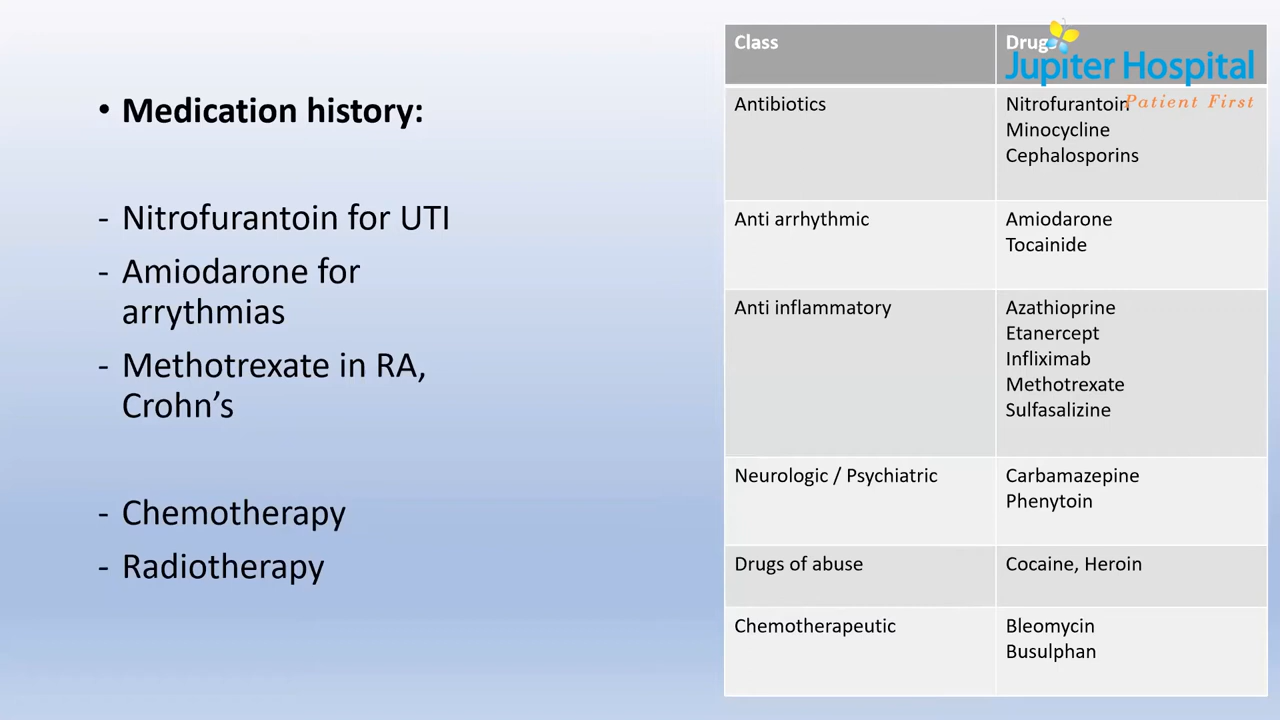 • Medication history:
- Nitrofurantoin for UTI
- Amiodarone for
arrythmias
- Methotrexate in RA,
Crohn's
- Chemotherapy
- Radiotherapy
Class Drugs
Jupiter Hospital
Patient First
Antibiotics Nitrofurantoin
Minocycline
Cephalosporins
Anti arrhythmic Amiodarone
Tocainide
Anti inflammatory Azathioprine
Etanercept
Infliximab
Methotrexate
Sulfasalizine
Neurologic / Psychiatric Carbamazepine
Phenytoin
Drugs of abuse Cocaine, Heroin
Chemotherapeutic Bleomycin
Busulphan